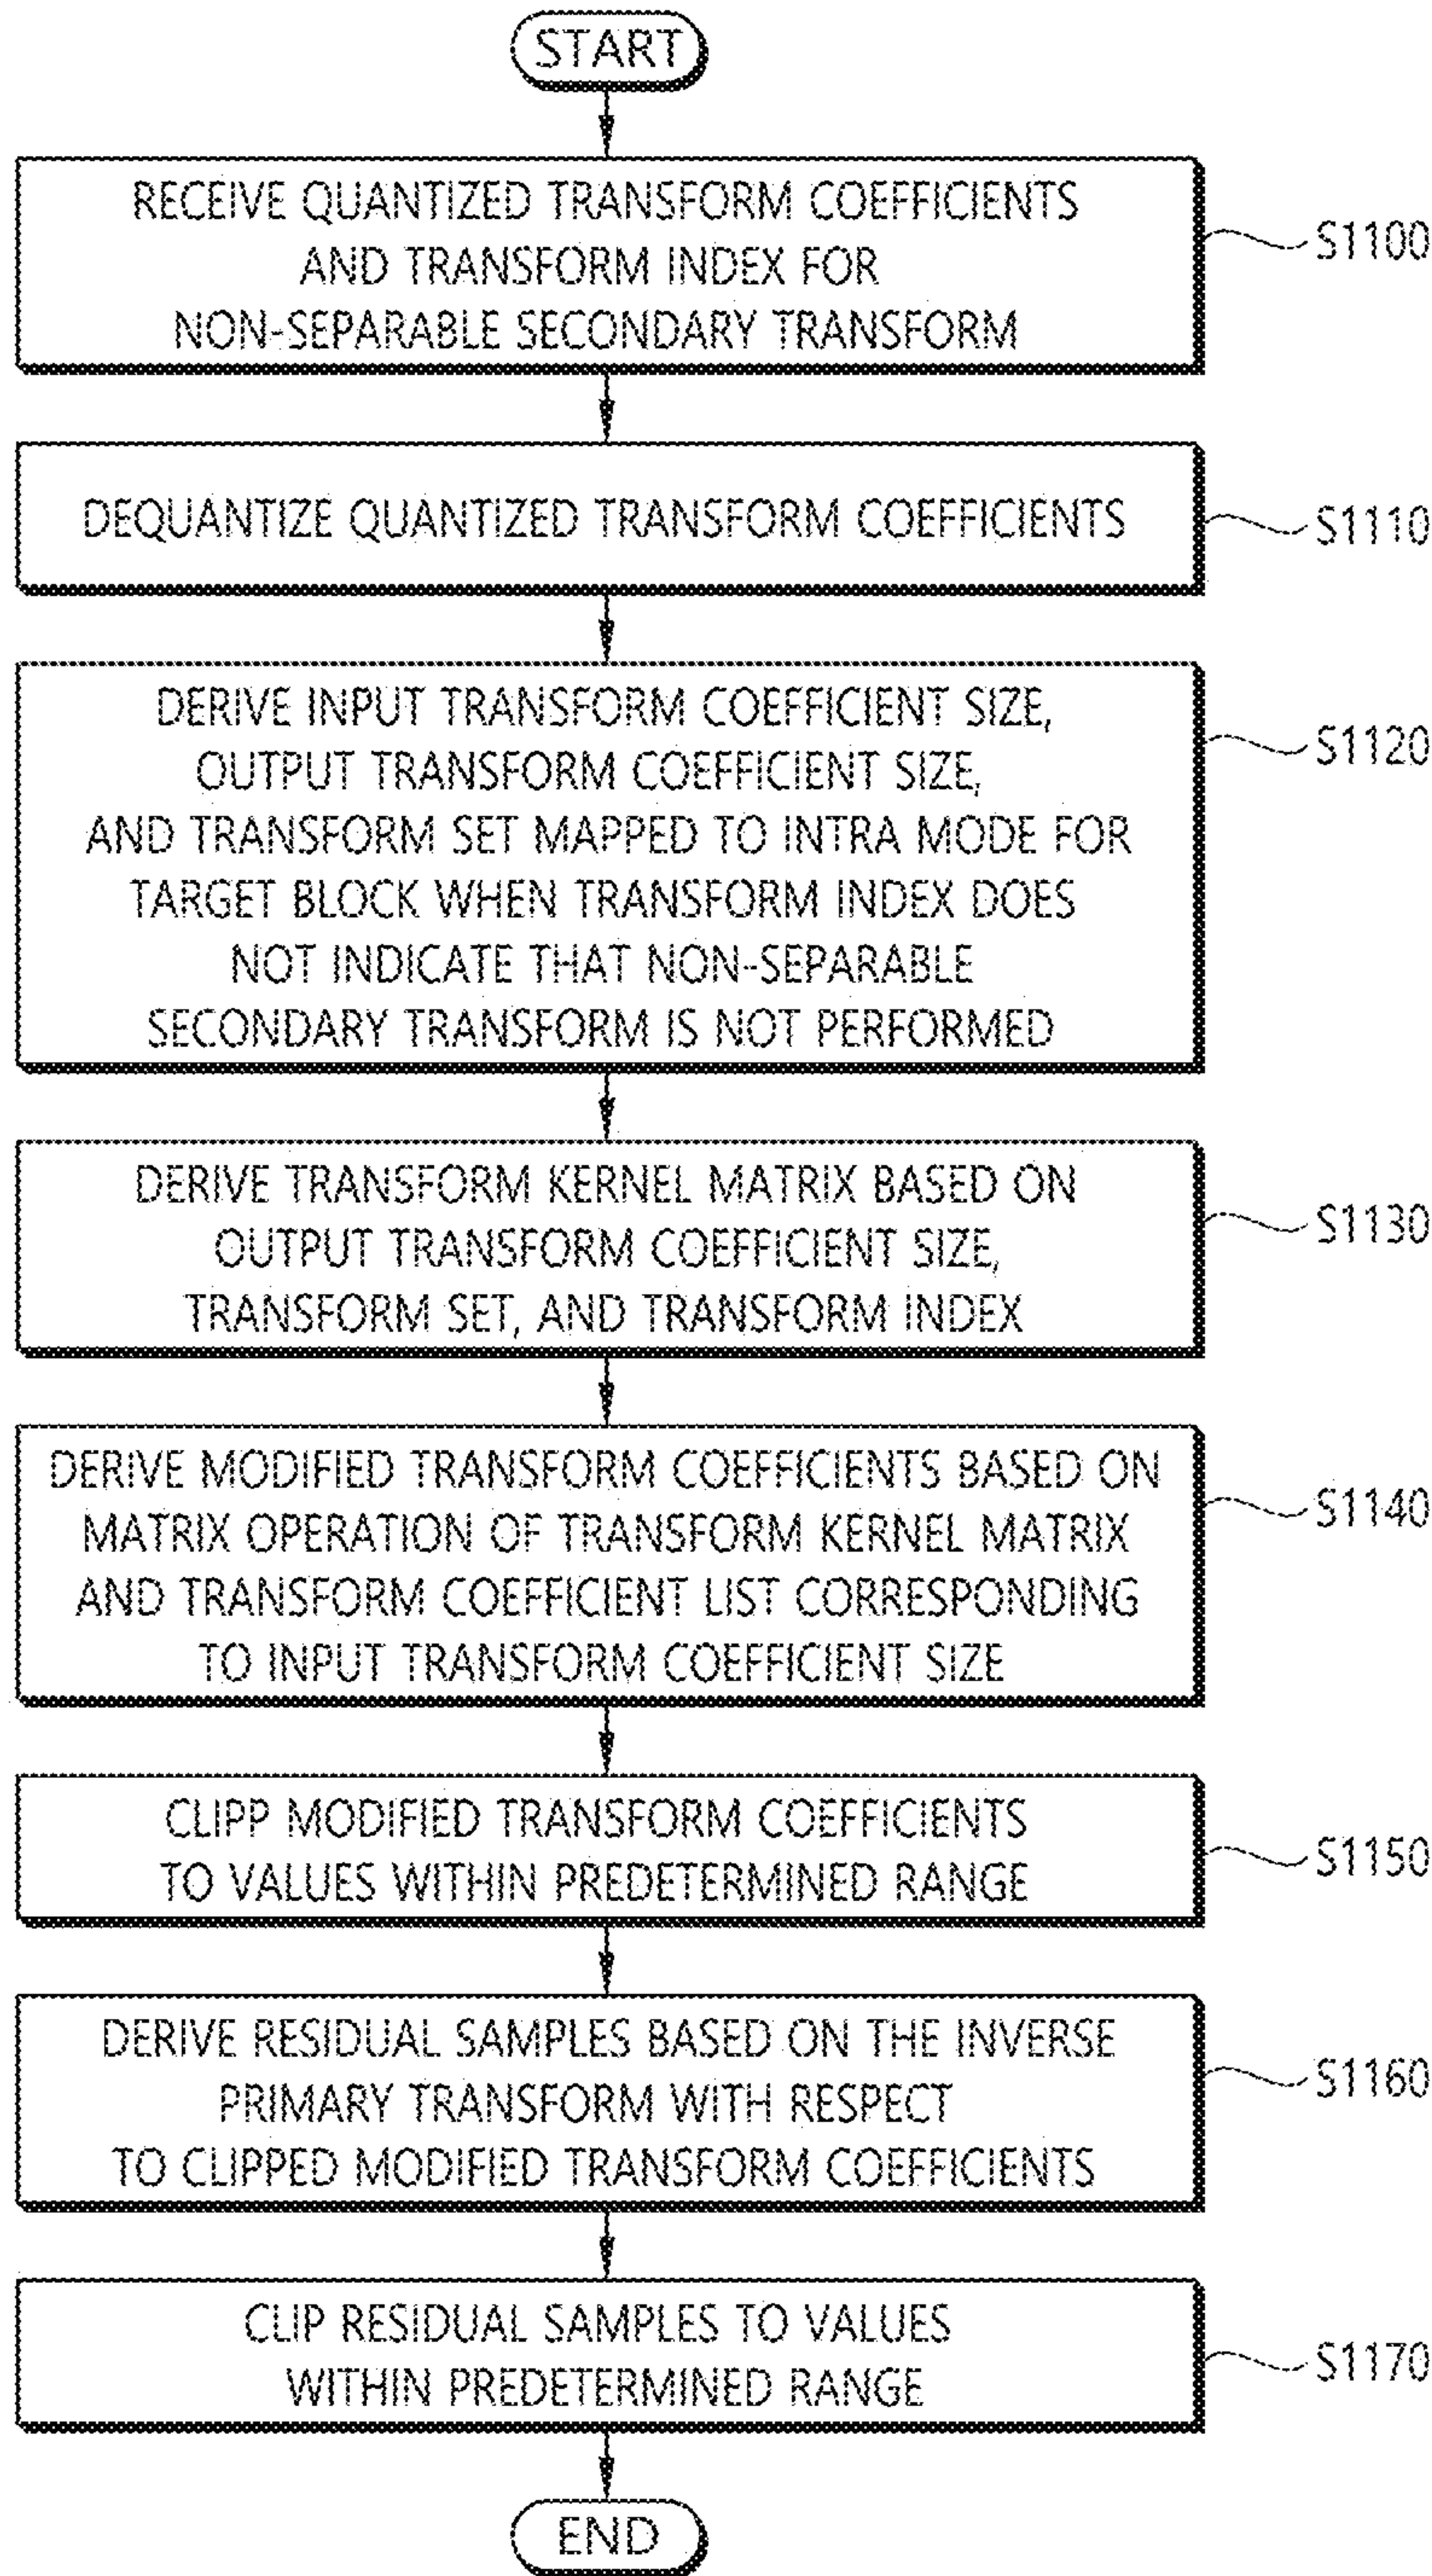 START
RECEIVE QUANTIZED TRANSFORM COEFFICIENTS
AND TRANSFORM INDEX FOR
NON-SEPARABLE SECONDARY TRANSFORM
S1100
DEQUANTIZE QUANTIZED TRANSFORM COEFFICIENTS
S1110
DERIVE INPUT TRANSFORM COEFFICIENT SIZE,
OUTPUT TRANSFORM COEFFICIENT SIZE,
AND TRANSFORM SET MAPPED TO INTRA MODE FOR
TARGET BLOCK WHEN TRANSFORM INDEX DOES
NOT INDICATE THAT NON-SEPARABLE
SECONDARY TRANSFORM IS NOT PERFORMED
S1120
DERIVE TRANSFORM KERNEL MATRIX BASED ON
OUTPUT TRANSFORM COEFFICIENT SIZE,
TRANSFORM SET, AND TRANSFORM INDEX
S1130
DERIVE MODIFIED TRANSFORM COEFFICIENTS BASED ON
MATRIX OPERATION OF TRANSFORM KERNEL MATRIX
AND TRANSFORM COEFFICIENT LIST CORRESPONDING
TO INPUT TRANSFORM COEFFICIENT SIZE
S1140
CLIPP MODIFIED TRANSFORM COEFFICIENTS
TO VALUES WITHIN PREDETERMINED RANGE
S1150
DERIVE RESIDUAL SAMPLES BASED ON THE INVERSE
PRIMARY TRANSFORM WITH RESPECT
TO CLIPPED MODIFIED TRANSFORM COEFFICIENTS
S1160
CLIP RESIDUAL SAMPLES TO VALUES
WITHIN PREDETERMINED RANGE
S1170
END